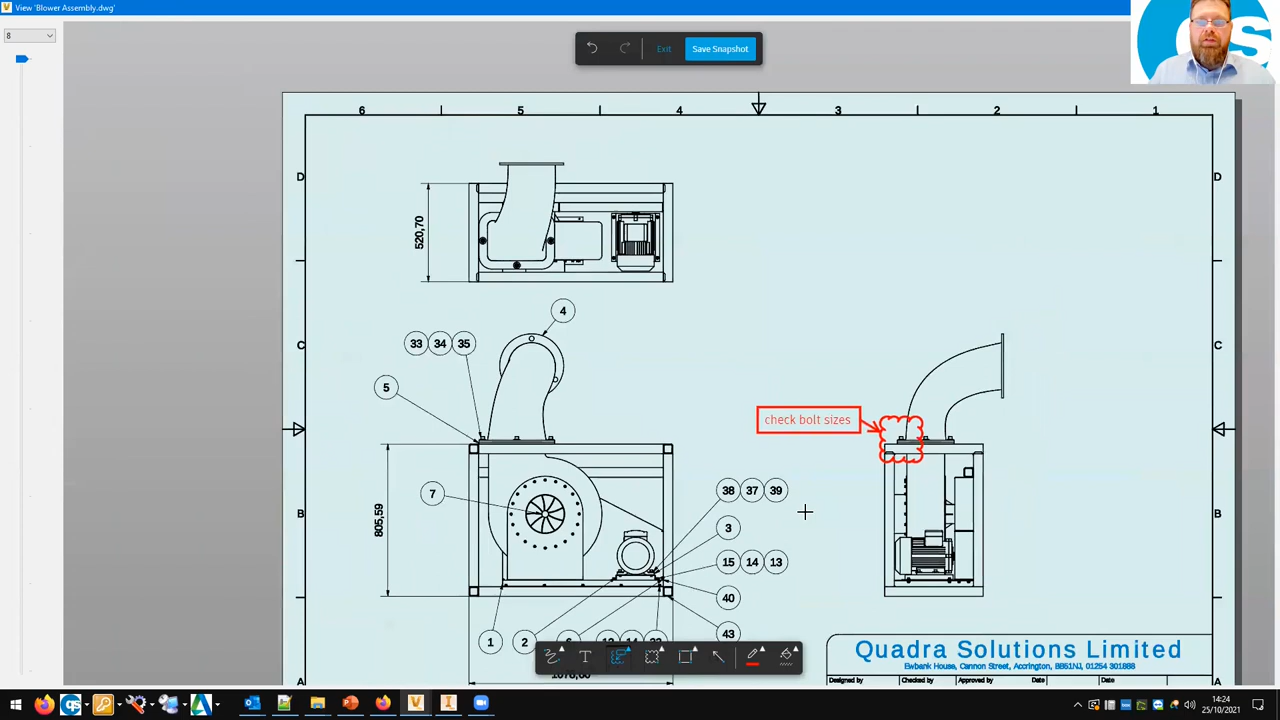 View 'Blower Assembly.dwg'
8
Exit
Save Snapshot
6 5 4 3 2 1
D
D
520,70
4
33 34 35
C
C
5
check bolt sizes
7
38 37 39
B
B
805,59
3
15 14 13
40
43
1
2
Quadra Solutions Limited
Ewbank House, Cannon Street, Accrington, BB51NJ, 01254 301888
Designed by
Checked by
Approved by
Date
Date
A
A
T
14:24
25/10/2021